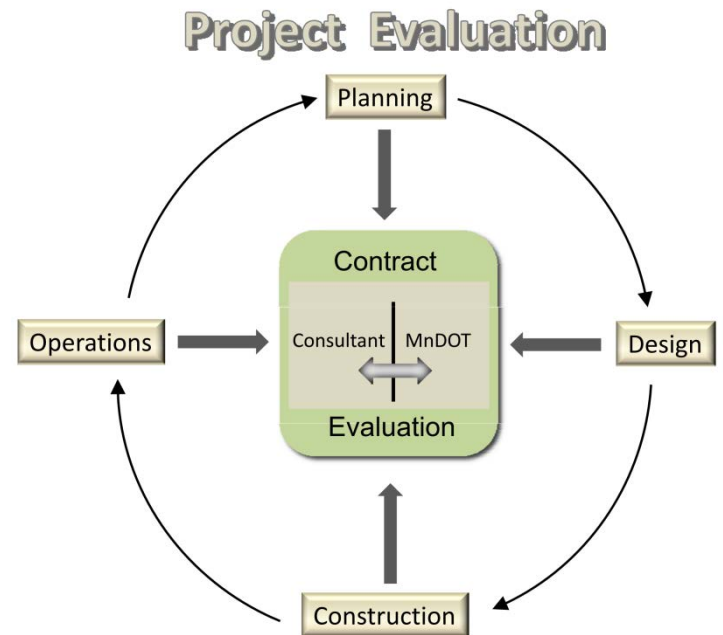 Project Evaluation
Planning
Contract
Operations
Consultant
MnDOT
Design
Evaluation
Construction